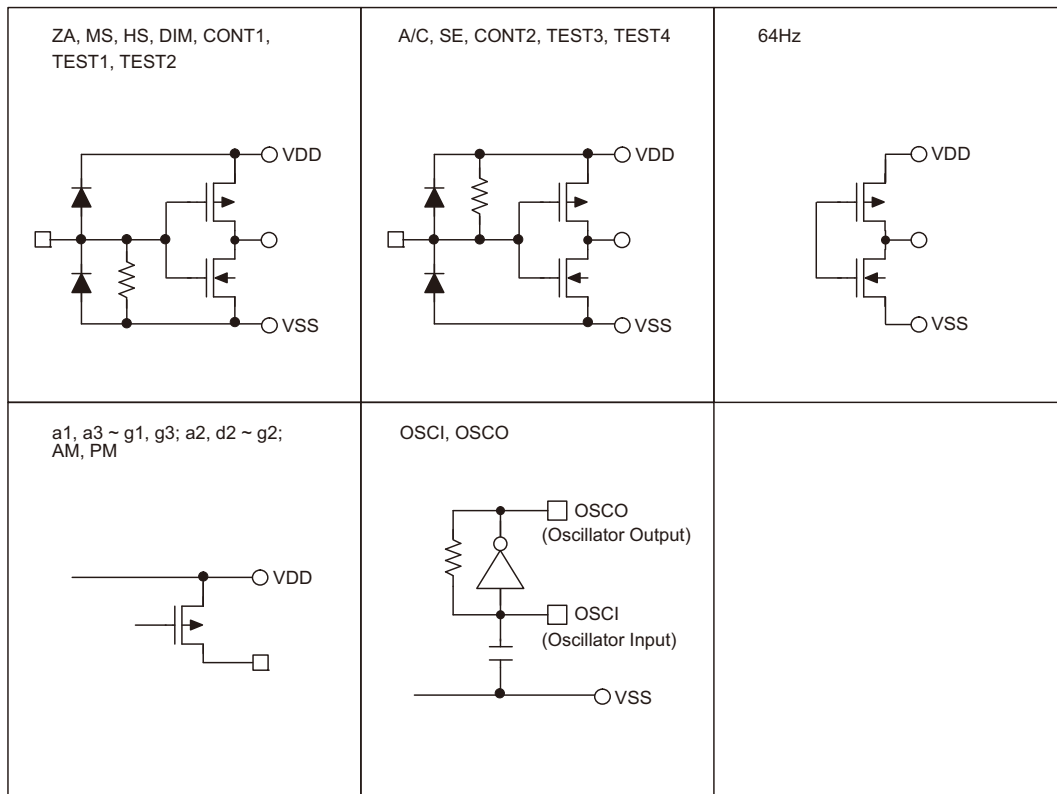 ZA, MS, HS, DIM, CONT1,
TEST1, TEST2
VDD
VSS
A/C, SE, CONT2, TEST3, TEST4
VDD
VSS
64Hz
VDD
VSS
a1, a3 ~ g1, g3; a2, d2 ~ g2;
AM, PM
VDD
OSCI, OSCO
OSCO
(Oscillator Output)
OSCI
(Oscillator Input)
VSS